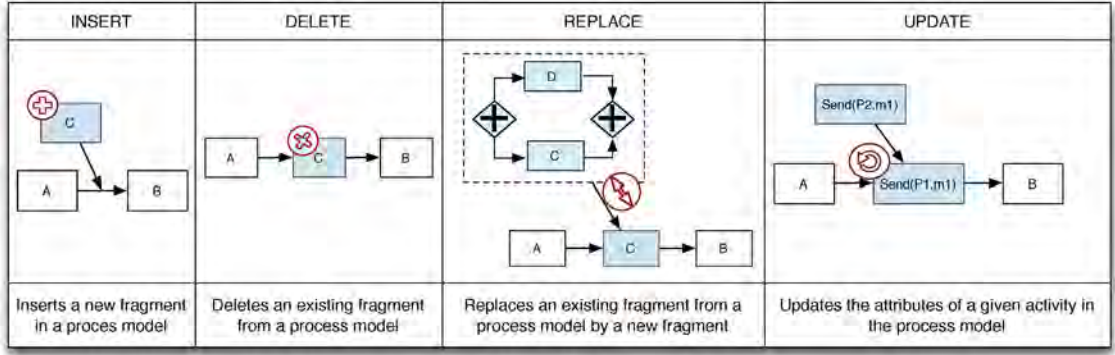 INSERT
DELETE
REPLACE
UPDATE
C
A
B
A
C
B
D
C
A
C
B
Send(P2.m1)
A
Send(P1.m1)
B
Inserts a new fragment
in a proces model
Deletes an existing fragment
from a process model
Replaces an existing fragment from a
process model by a new fragment
Updates the attributes of a given activity in
the process model